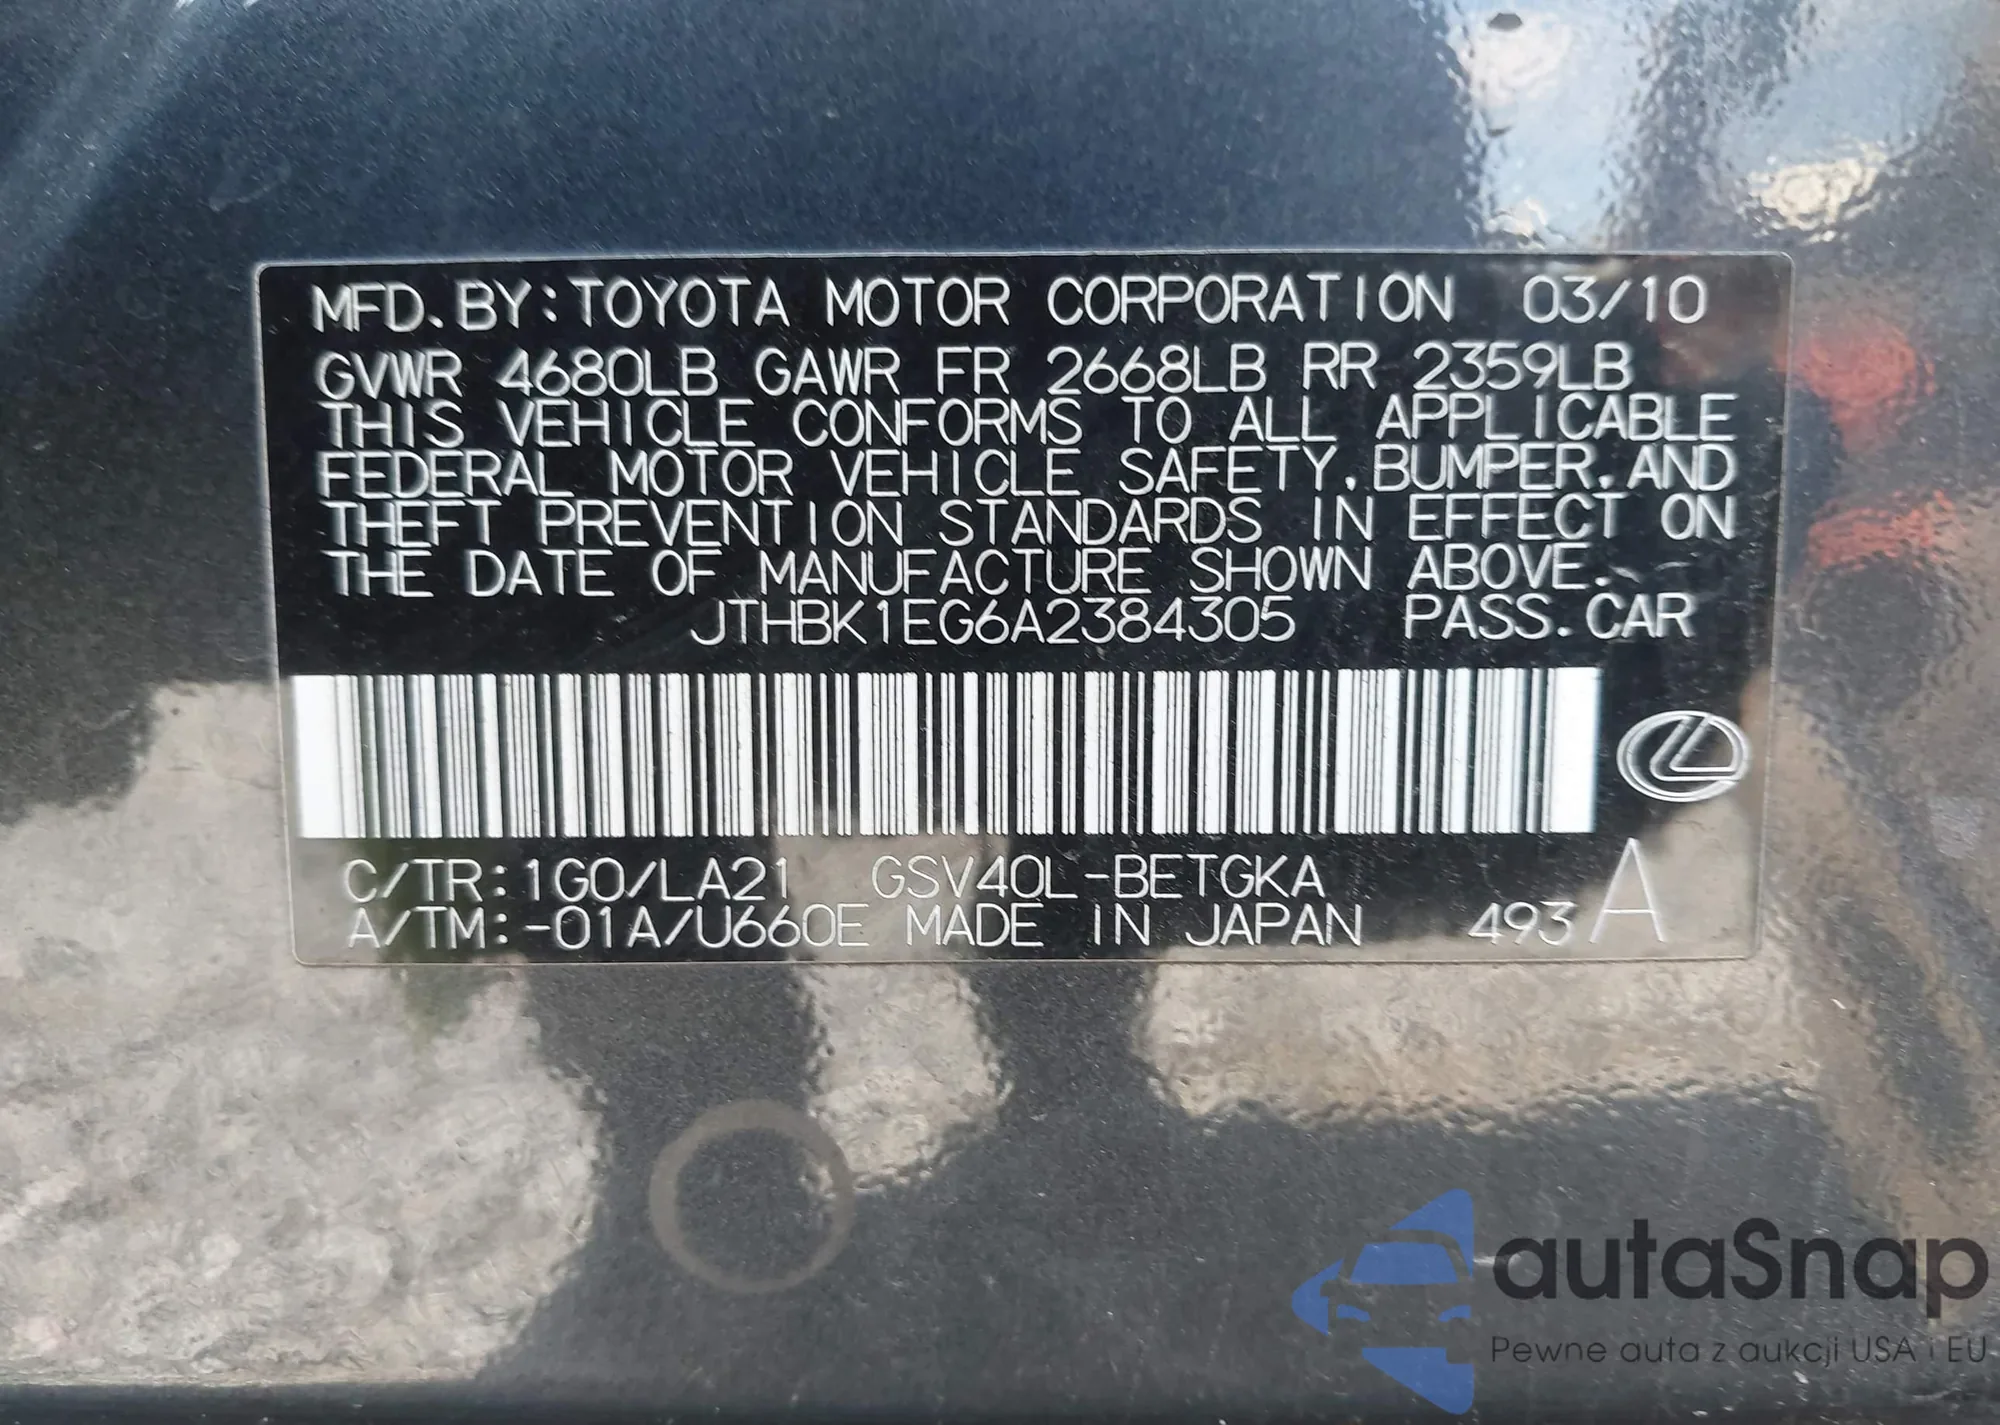 MFD. BY: TOYOTA MOTOR CORPORATION 03/10
GVWR 4680LB GAWR FR 2668LB RR 2359LB
THIS VEHICLE CONFORMS TO ALL APPLICABLE
FEDERAL MOTOR VEHICLE SAFETY, BUMPER, AND
THEFT PREVENTION STANDARDS IN EFFECT ON
THE DATE OF MANUFACTURE SHOWN ABOVE.
JTHBK1EG6A2384305 PASS. CAR
C/TR: 1G0/LA21 GSV40L-BETGKA
A/TM: -01A/U660E MADE IN JAPAN 493 A
autaSnap
Pewne auta z aukcji USA i EU